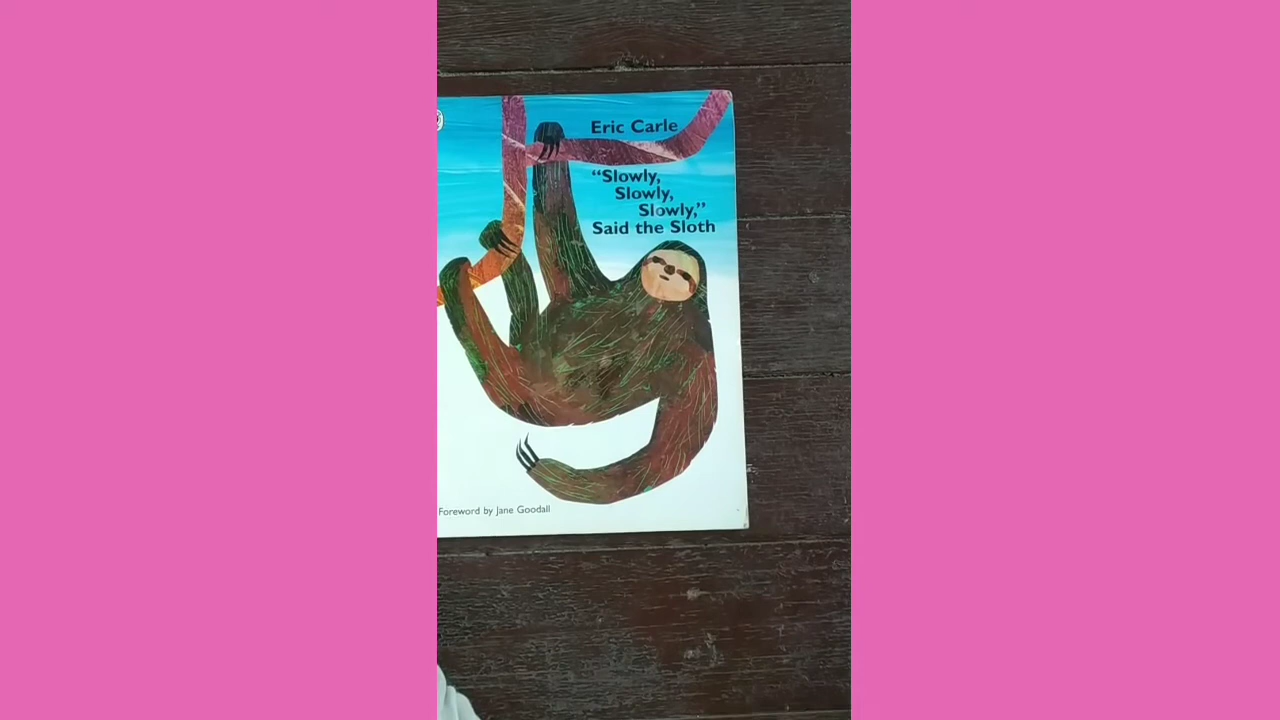 Eric Carle
“Slowly,
Slowly,
Slowly,”
Said the Sloth
Foreword by Jane Goodall